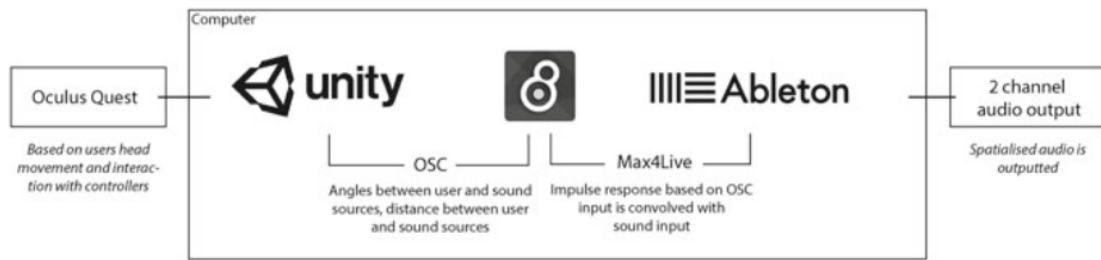 Computer
Oculus Quest
Based on users head
movement and interac-
tion with controllers
unity
OSC
Angles between user and sound
sources, distance between user
and sound sources
Ableton
Max4Live
Impulse response based on OSC
input is convolved with
sound input
2 channel
audio output
Spatialised audio is
outputted